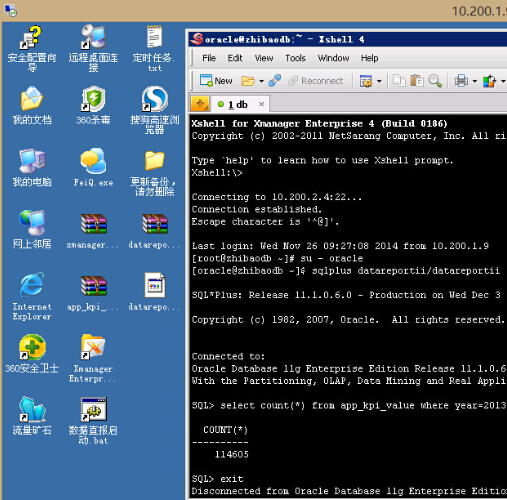 10.200.1.9
安全配置向
导
远程桌面连
接
定时任务.
txt
我的文档
360杀毒
搜狗高速浏
览器
我的电脑
FeiQ.exe
更新备份，
请勿删除
网上邻居
xmanager...
datarepo...
Internet
Explorer
app_kpi_...
datarepo...
360安全卫士
Xmanager
Enterpr...
流量矿石
数据直报启
动.bat
oracle@zhibaodb:~ - Xshell 4
File Edit View Tools Window Help
New Reconnect
1 db
Xshell for Xmanager Enterprise 4 (Build 0186)
Copyright (c) 2002-2011 NetSarang Computer, Inc. All ri
Type `help' to learn how to use Xshell prompt.
Xshell:\>
Connecting to 10.200.2.4:22...
Connection established.
Escape character is '^@]'.
Last login: Wed Nov 26 09:27:08 2014 from 10.200.1.9
[root@zhibaodb ~]# su - oracle
[oracle@zhibaodb ~]$ sqlplus datareportii/datareportii
SQL*Plus: Release 11.1.0.6.0 - Production on Wed Dec 3
Copyright (c) 1982, 2007, Oracle.  All rights reserved.
Connected to:
Oracle Database 11g Enterprise Edition Release 11.1.0.6
With the Partitioning, OLAP, Data Mining and Real Appli
SQL> select count(*) from app_kpi_value where year=2013
COUNT(*)
----------
114605
SQL> exit
Disconnected from Oracle Database 11g Enterprise Edition